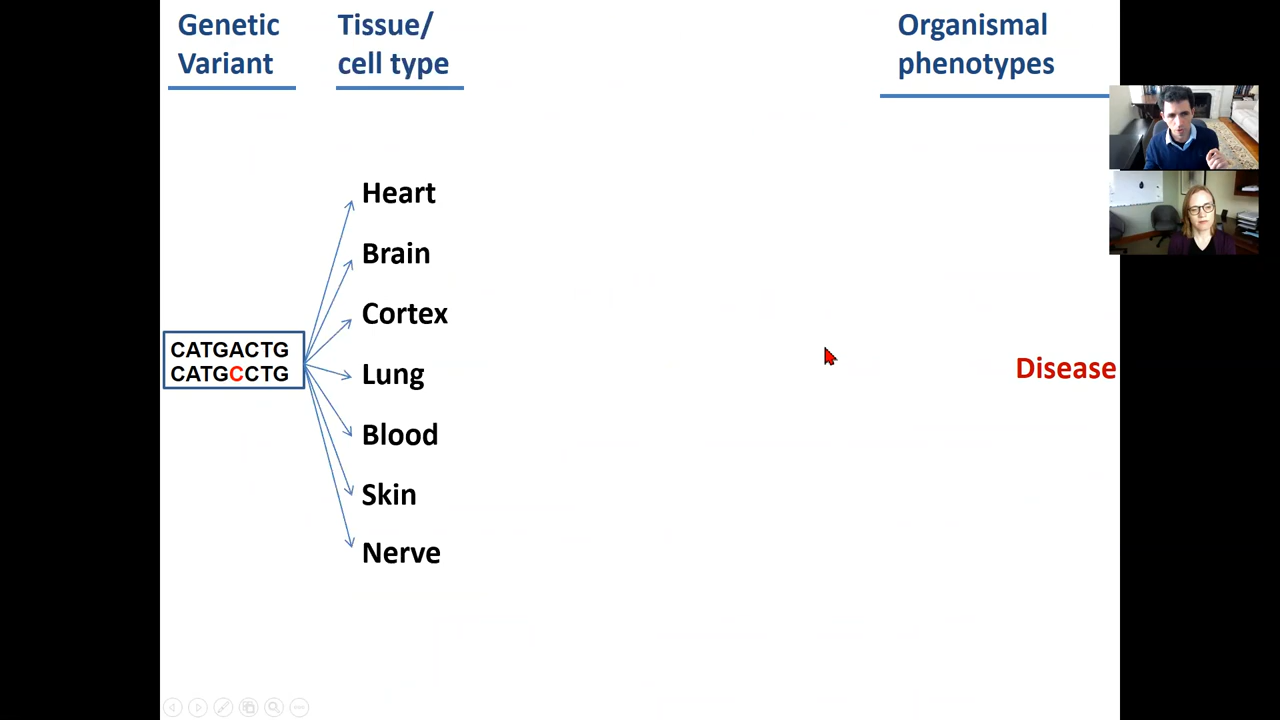 Genetic
Variant
Tissue/
cell type
Organismal
phenotypes
Heart
Brain
Cortex
CATGACTG
CATGCCTG
Lung
Disease
Blood
Skin
Nerve